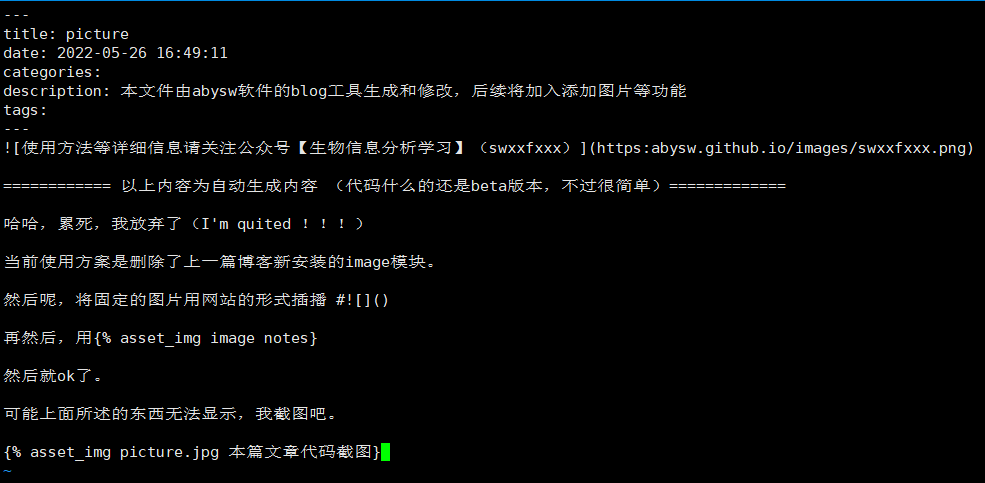 ---
title: picture
date: 2022-05-26 16:49:11
categories:
description: 本文件由abysw软件的blog工具生成和修改，后续将加入添加图片等功能
tags:
---
![使用方法等详细信息请关注公众号【生物信息分析学习】（swxxfxxx）](https:abysw.github.io/images/swxxfxxx.png)
============ 以上内容为自动生成内容 （代码什么的还是beta版本，不过很简单）=============
哈哈，累死，我放弃了（I'm quited ！！！）
当前使用方案是删除了上一篇博客新安装的image模块。
然后呢，将固定的图片用网站的形式插播 #![]()
再然后，用{% asset_img image notes}
然后就ok了。
可能上面所述的东西无法显示，我截图吧。
{% asset_img picture.jpg 本篇文章代码截图}
~